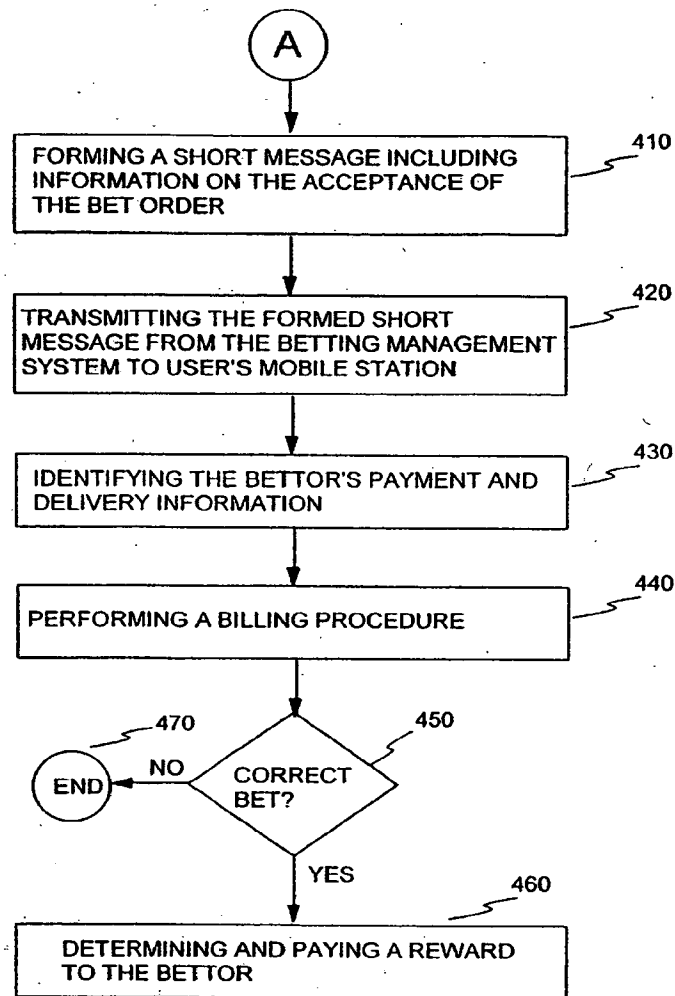 A
410
FORMING A SHORT MESSAGE INCLUDING
INFORMATION ON THE ACCEPTANCE OF
THE BET ORDER
420
TRANSMITTING THE FORMED SHORT
MESSAGE FROM THE BETTING MANAGEMENT
SYSTEM TO USER'S MOBILE STATION
430
IDENTIFYING THE BETTOR'S PAYMENT AND
DELIVERY INFORMATION
440
PERFORMING A BILLING PROCEDURE
470
450
END
NO
CORRECT
BET?
YES
460
DETERMINING AND PAYING A REWARD
TO THE BETTOR